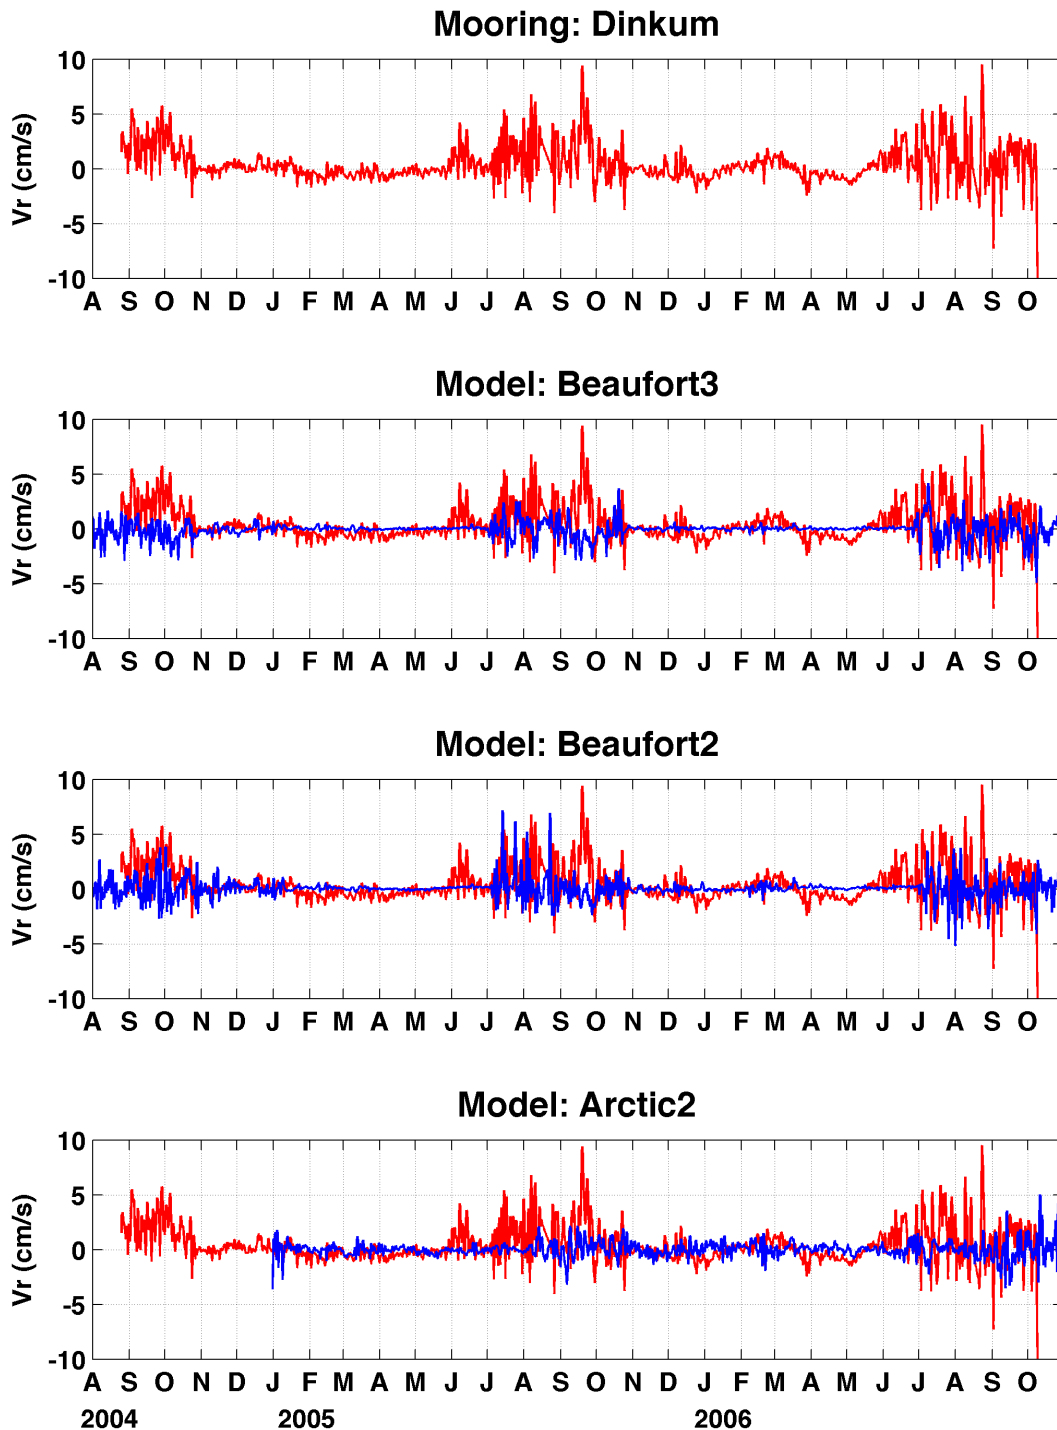 Mooring: Dinkum
10
5
0
-5
-10
Vr (cm/s)
A S O N D J F M A M J J A S O N D J F M A M J J A S O
Model: Beaufort3
10
5
0
-5
-10
Vr (cm/s)
A S O N D J F M A M J J A S O N D J F M A M J J A S O
Model: Beaufort2
10
5
0
-5
-10
Vr (cm/s)
A S O N D J F M A M J J A S O N D J F M A M J J A S O
Model: Arctic2
10
5
0
-5
-10
Vr (cm/s)
A S O N D J F M A M J J A S O N D J F M A M J J A S O
2004 2005 2006